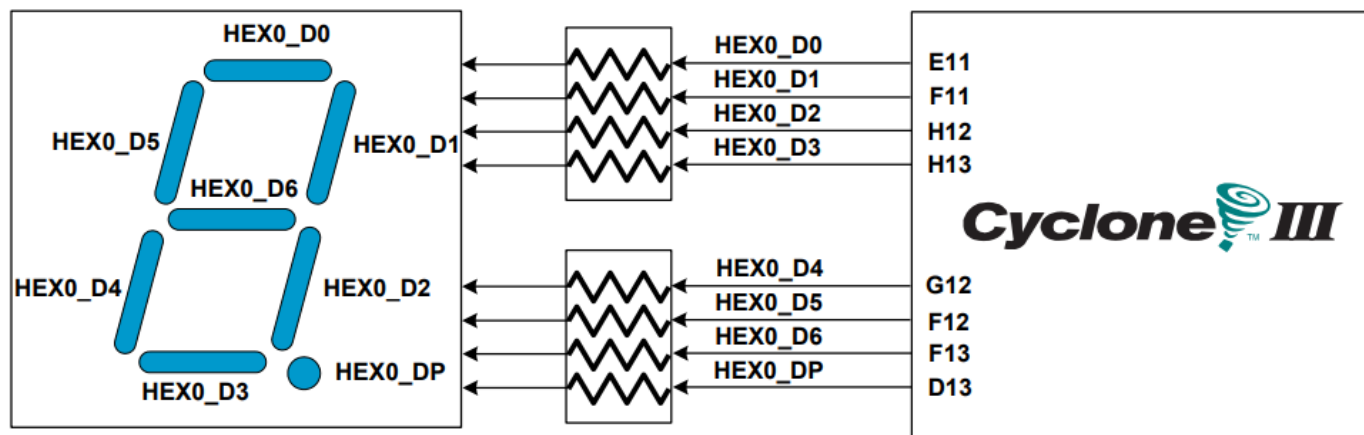 HEX0_D0
HEX0_D5
HEX0_D1
HEX0_D6
HEX0_D4
HEX0_D2
HEX0_D3
HEX0_DP
HEX0_D0
HEX0_D1
HEX0_D2
HEX0_D3
HEX0_D4
HEX0_D5
HEX0_D6
HEX0_DP
E11
F11
H12
H13
Cyclone TM III
G12
F12
F13
D13